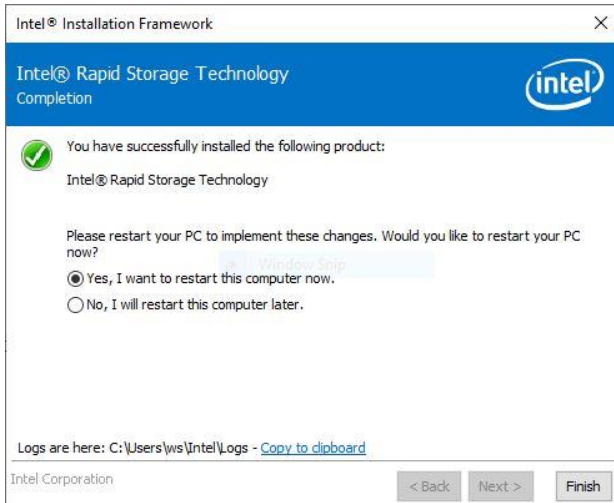 Intel® Installation Framework
Intel® Rapid Storage Technology
Completion
intel
You have successfully installed the following product:
Intel® Rapid Storage Technology
Please restart your PC to implement these changes. Would you like to restart your PC
now?
Window Snip
Yes, I want to restart this computer now.
No, I will restart this computer later.
Logs are here: C:\Users\ws\Intel\Logs - Copy to clipboard
Intel Corporation
< Back Next > Finish